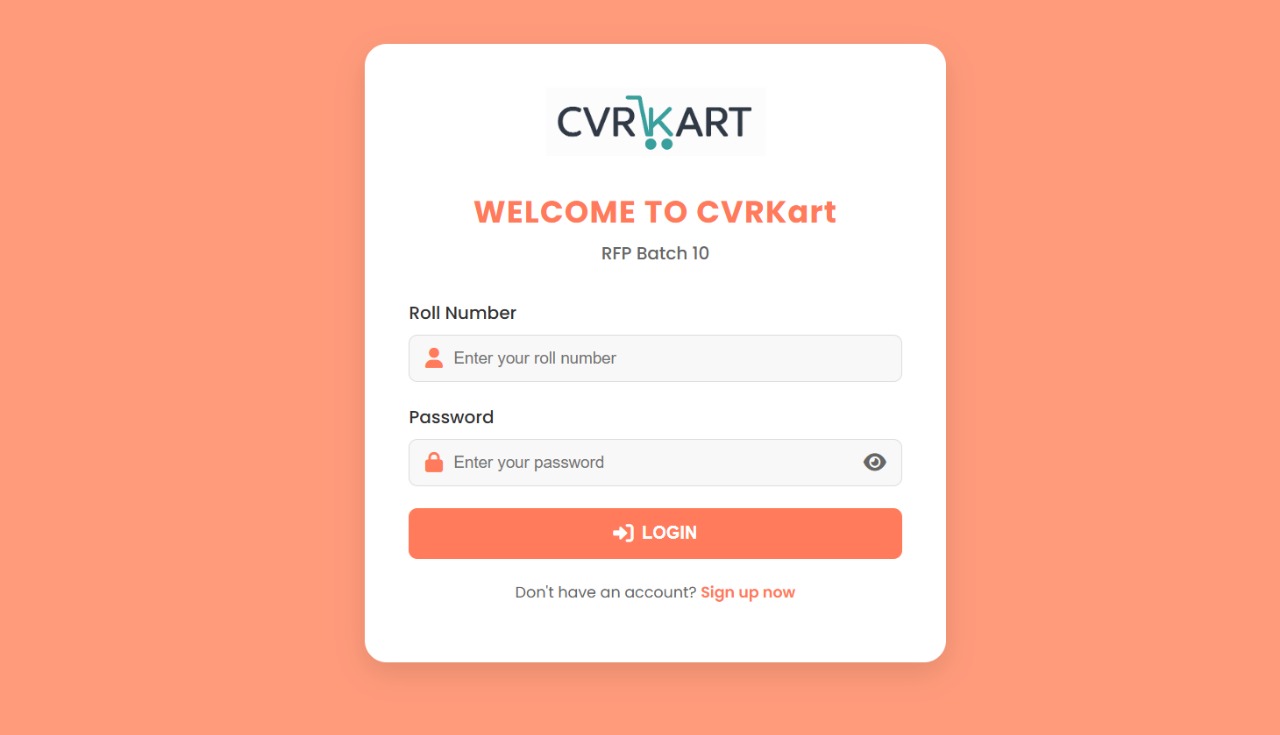 CVRKART
WELCOME TO CVRKart
RFP Batch 10
Roll Number
Enter your roll number
Password
Enter your password
LOGIN
Don't have an account? Sign up now